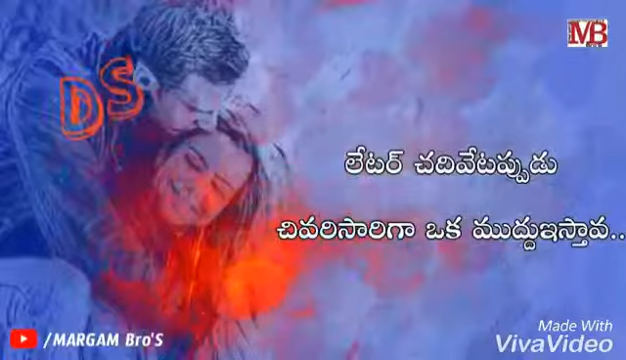 MB
DS
లేటర్ చదివేటప్పుడు
చివరిసారిగా ఒక ముద్దుఇస్తావ..
/MARGAM Bro'S
Made With
VivaVideo